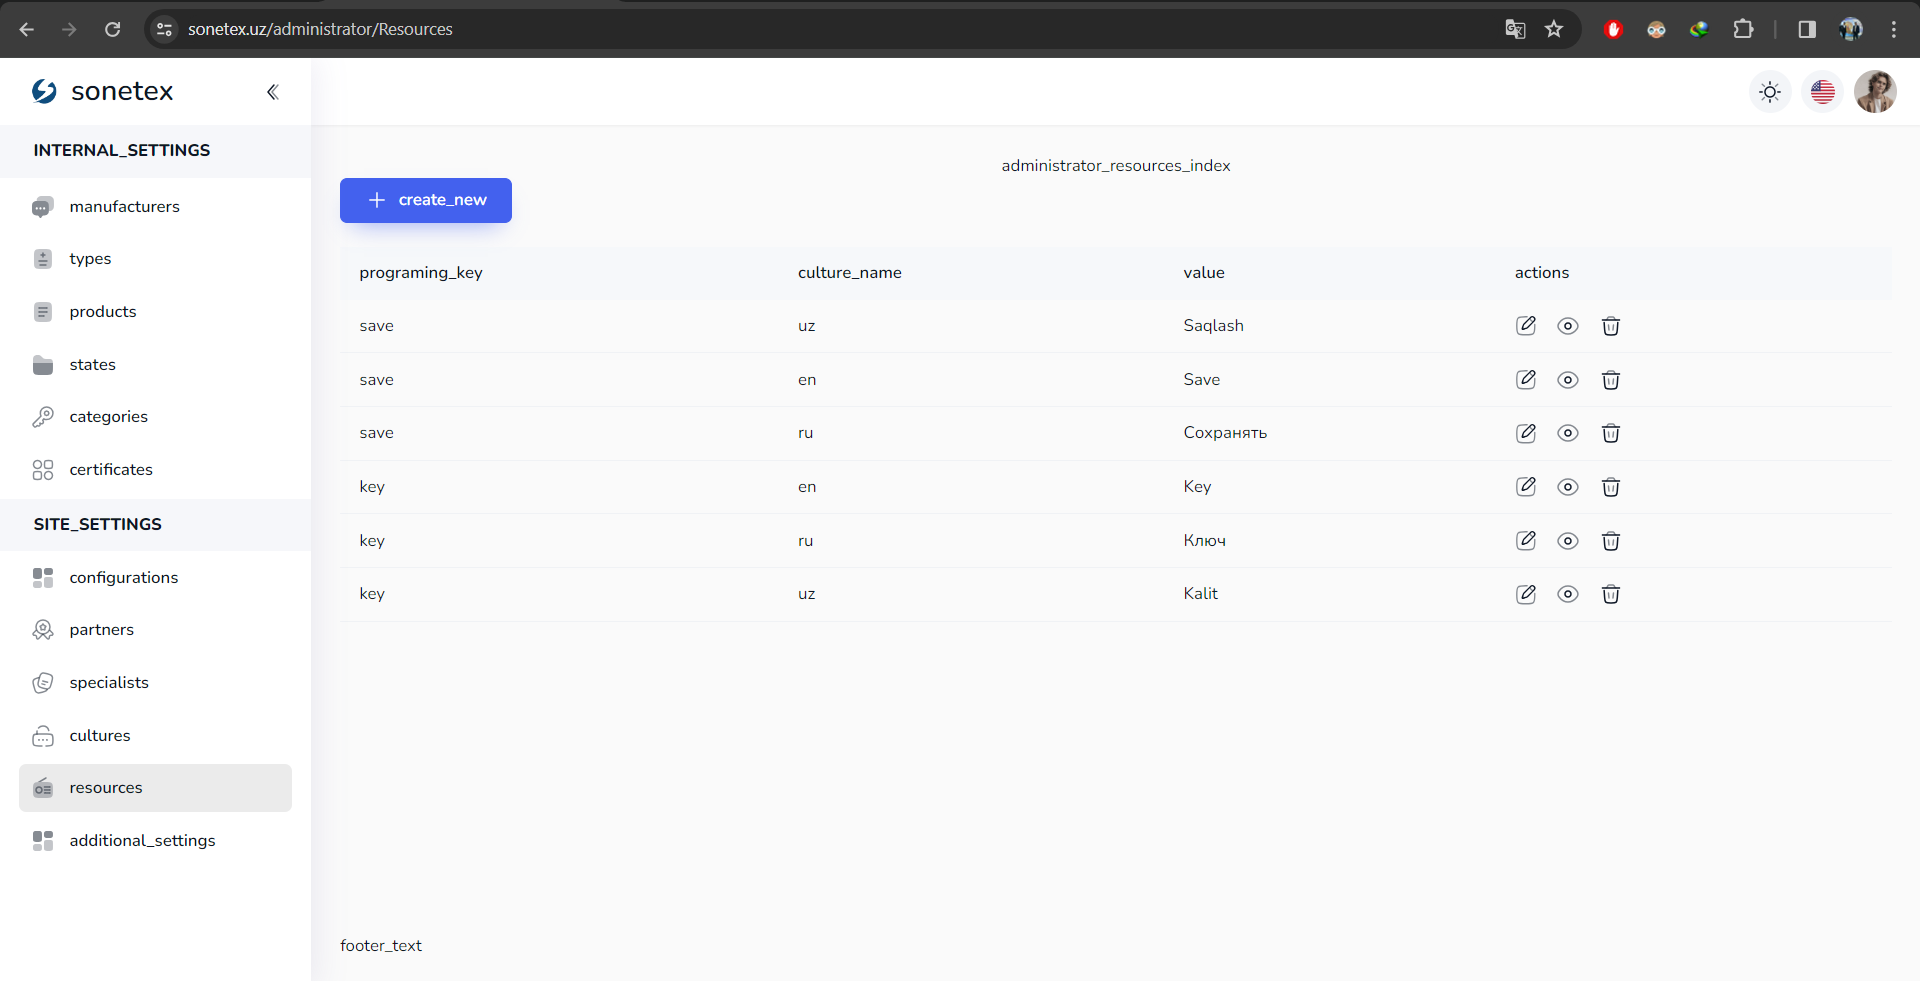 sonetex.uz/administrator/Resources
sonetex
INTERNAL_SETTINGS
manufacturers
types
products
states
categories
certificates
SITE_SETTINGS
configurations
partners
specialists
cultures
resources
additional_settings
administrator_resources_index
create_new
programing_key culture_name value actions
save uz Saqlash
save en Save
save ru Сохранять
key en Key
key ru Ключ
key uz Kalit
footer_text